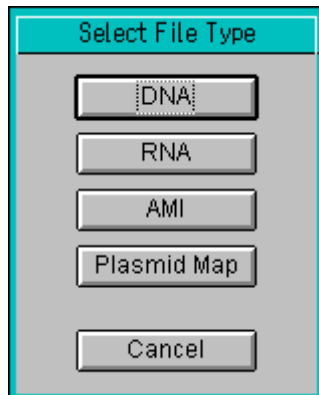 Select File Type
DNA
RNA
AMI
Plasmid Map
Cancel